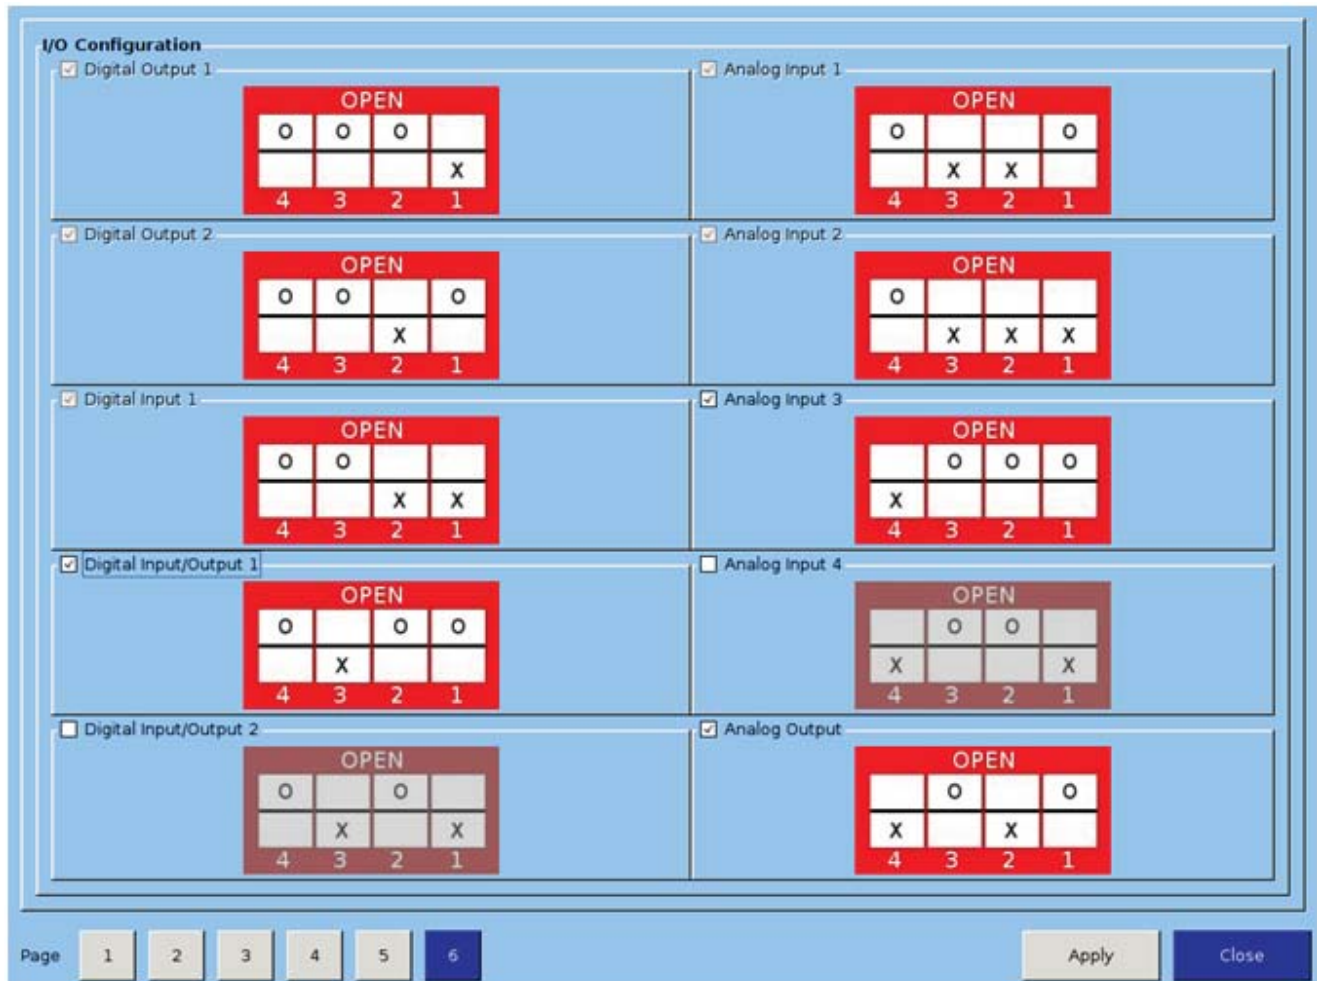 I/O Configuration
Digital Output 1
OPEN
O O O
X
4 3 2 1
Analog Input 1
OPEN
O O
X X
4 3 2 1
Digital Output 2
OPEN
O O O
X
4 3 2 1
Analog Input 2
OPEN
O
X X X
4 3 2 1
Digital Input 1
OPEN
O O
X X
4 3 2 1
Analog Input 3
OPEN
O O O
X
4 3 2 1
Digital Input/Output 1
OPEN
O O O
X
4 3 2 1
Analog Input 4
OPEN
O O
X X
4 3 2 1
Digital Input/Output 2
OPEN
O O
X X
4 3 2 1
Analog Output
OPEN
O O
X X
4 3 2 1
Page 1 2 3 4 5 6 Apply Close